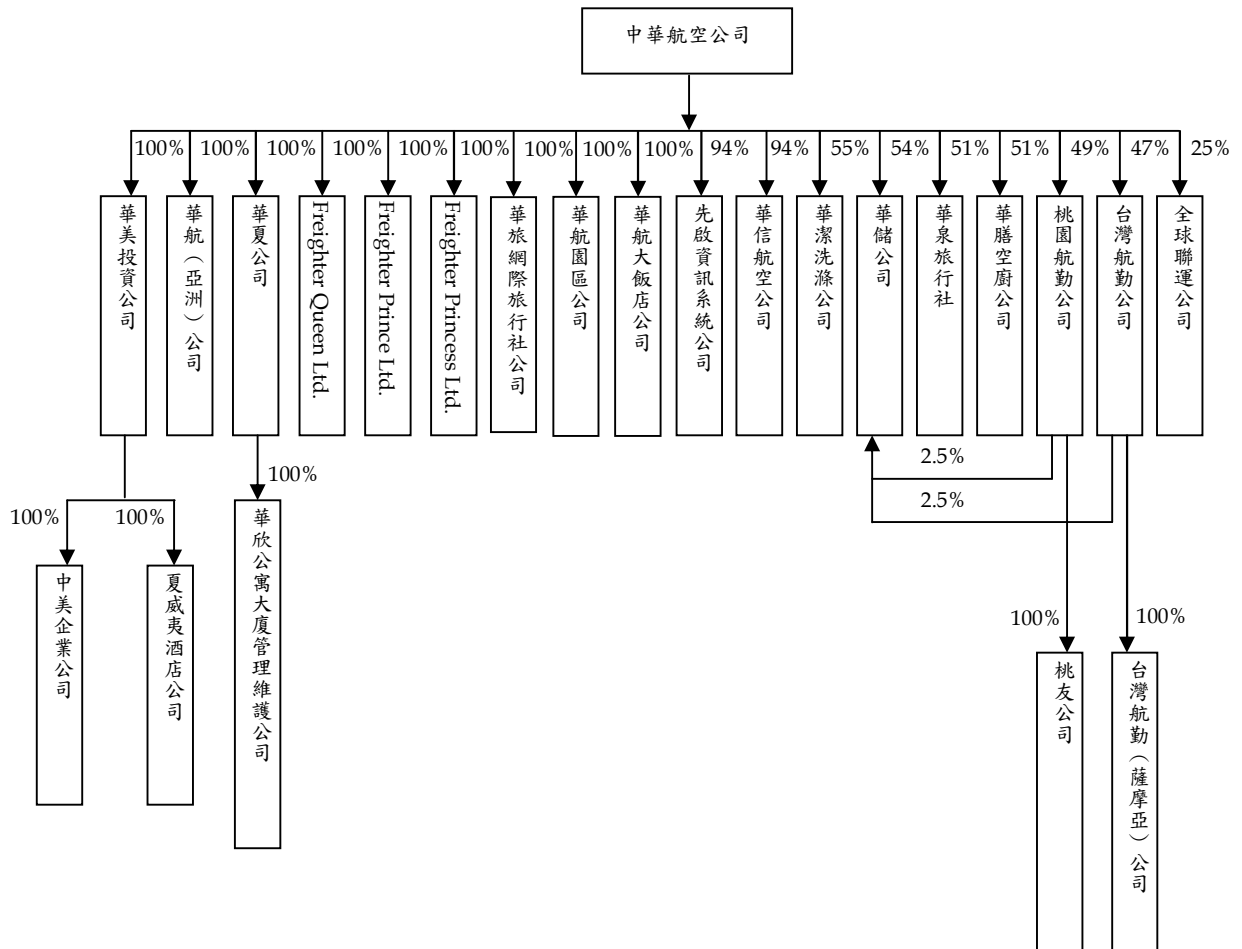 中華航空公司
100%
100%
100%
100%
100%
100%
100%
100%
100%
94%
94%
55%
54%
51%
51%
49%
47%
25%
華美投資公司
華航（亞洲）公司
華夏公司
Freighter Queen Ltd.
Freighter Prince Ltd.
Freighter Princess Ltd.
華旅網際旅行社公司
華航園區公司
華航大飯店公司
先啟資訊系統公司
華信航空公司
華潔洗滌公司
華儲公司
華泉旅行社
華膳空廚公司
桃園航勤公司
台灣航勤公司
全球聯運公司
2.5%
2.5%
100%
100%
100%
100%
100%
中美企業公司
夏威夷酒店公司
華欣公寓大廈管理維護公司
桃友公司
台灣航勤（薩摩亞）公司